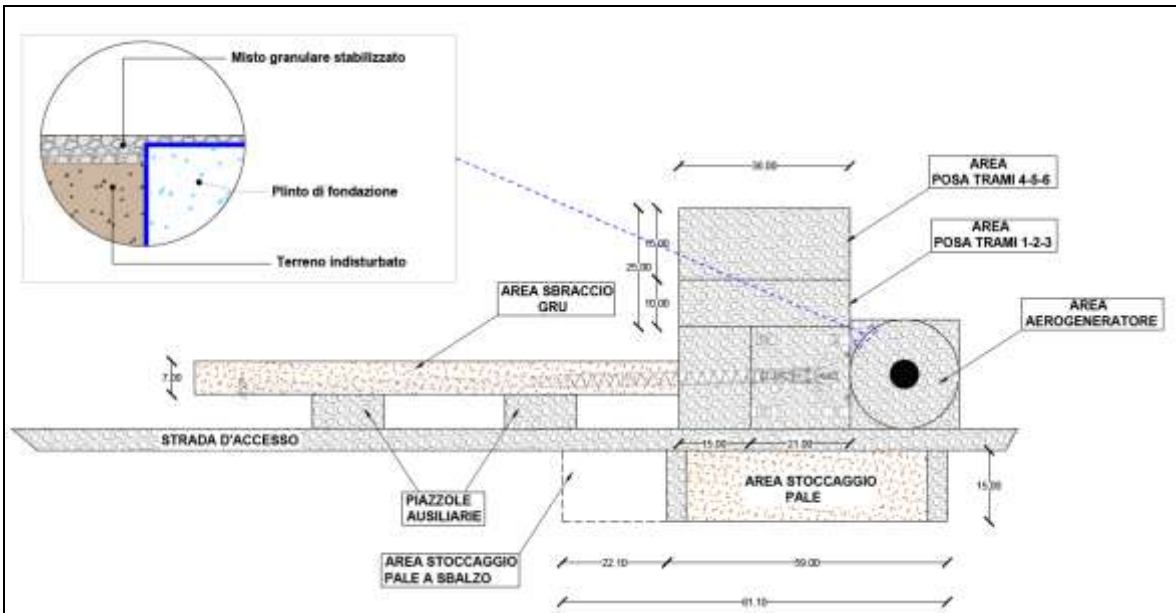 Misto granulare stabilizzato
Plinto di fondazione
Terreno indisturbato
36.00
AREA
POSA TRAMI 4-5-6
AREA
POSA TRAMI 1-2-3
15.00
25.00
10.00
AREA SBRACCIO
GRU
AREA
AEROGENERATORE
7.00
STRADA D'ACCESSO
15.00
21.00
AREA STOCCAGGIO
PALE
15.00
PIAZZOLE
AUSILIARIE
AREA STOCCAGGIO
PALE A SBALZO
22.10
59.00
81.10